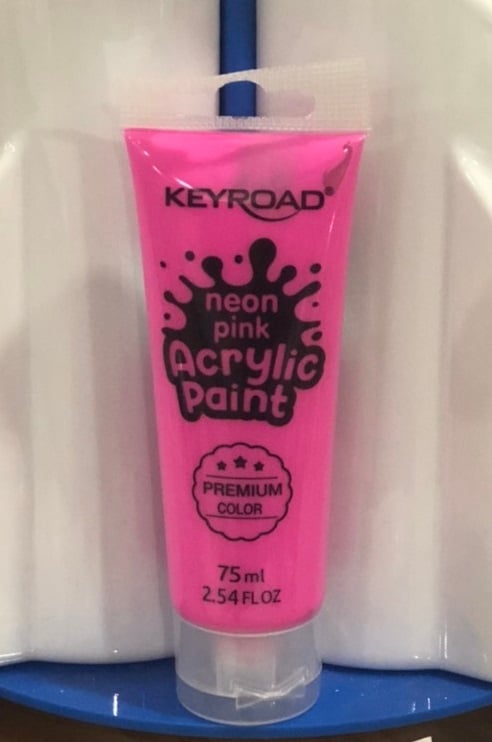 KEYROAD®
neon
pink
Acrylic
Paint
PREMIUM
COLOR
75ml
2.54 FL OZ